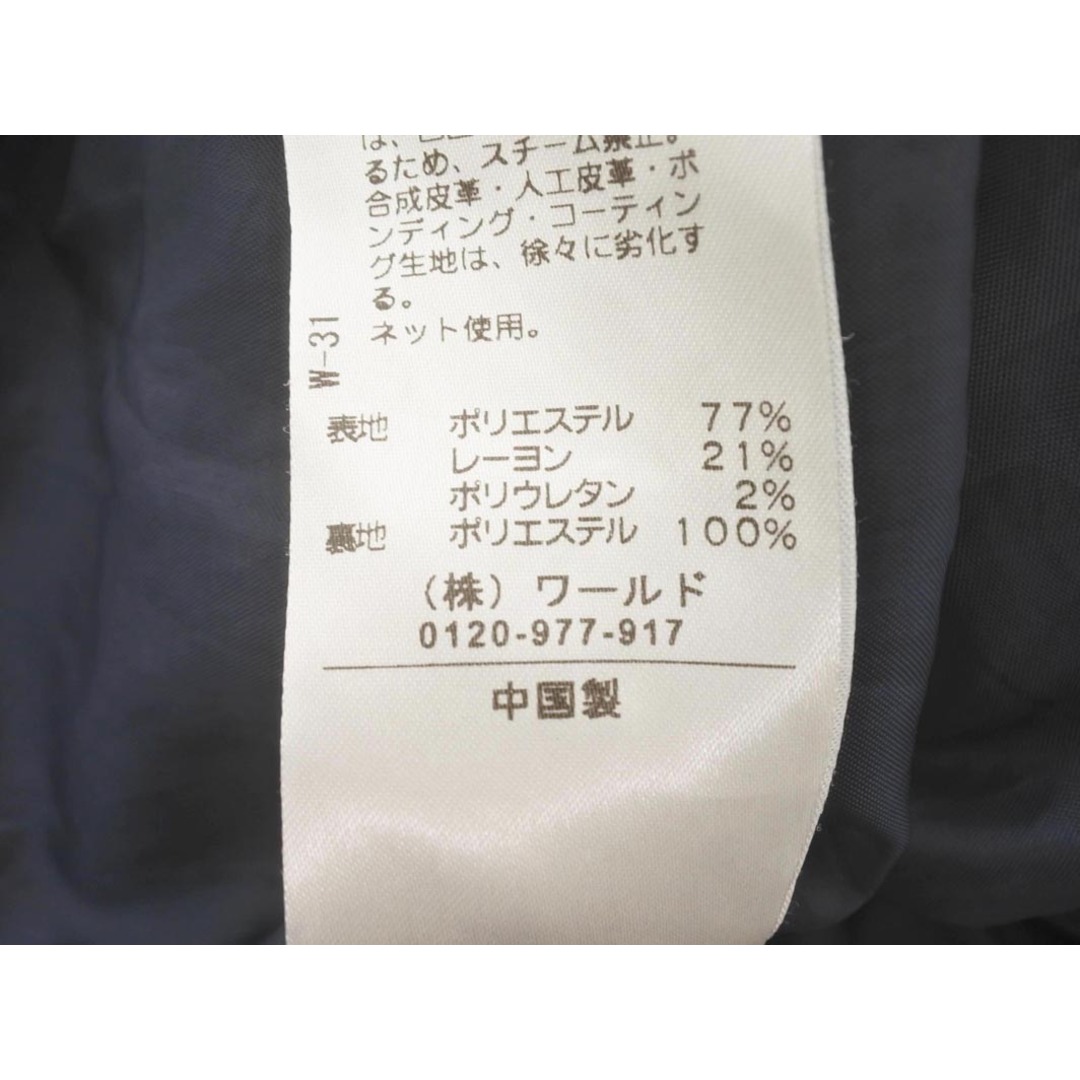 るため、スチーム禁止。
合成皮革・人工皮革・ボ
ンディング・コーティン
グ生地は、徐々に劣化す
る。
ネット使用。
W-31
表地 ポリエステル 77%
レーヨン 21%
ポリウレタン 2%
裏地 ポリエステル 100%
(株) ワールド
0120-977-917
中国製